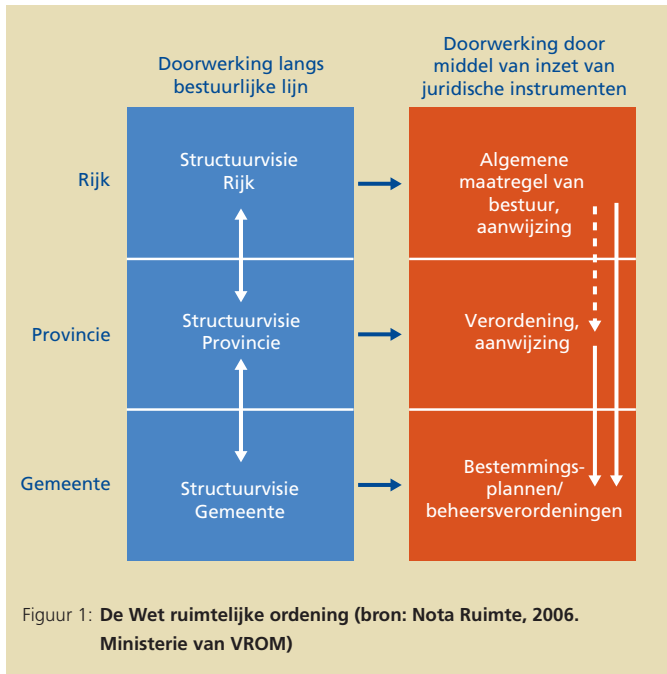 Doorwerking langs
bestuurlijke lijn
Doorwerking door
middel van inzet van
juridische instrumenten
Rijk
Structuurvisie
Rijk
Algemene
maatregel van
bestuur,
aanwijzing
Provincie
Structuurvisie
Provincie
Verordening,
aanwijzing
Gemeente
Structuurvisie
Gemeente
Bestemmings-
plannen/
beheersverordeningen
Figuur 1: De Wet ruimtelijke ordening (bron: Nota Ruimte, 2006.
Ministerie van VROM)